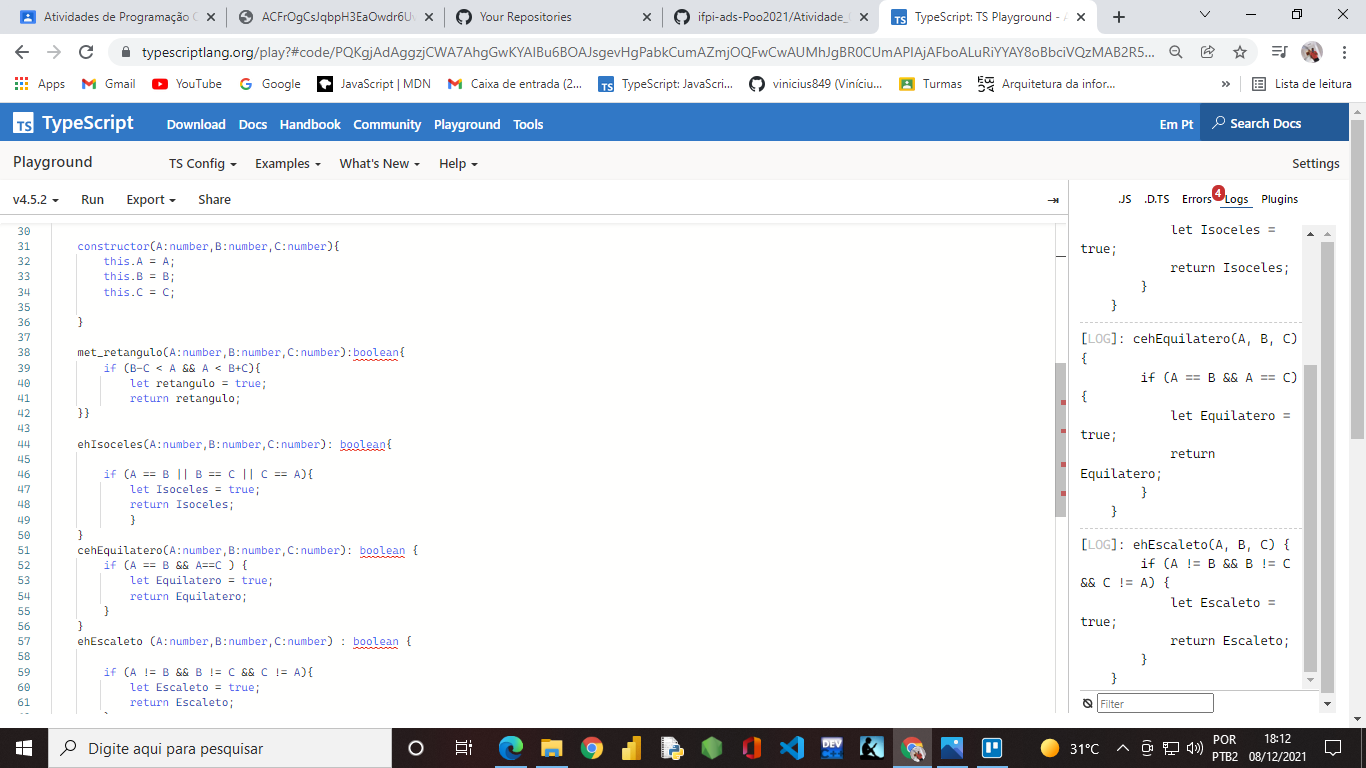 Atividades de Programação O
ACFrOgCsJqbpH3EaOwdr6U
Your Repositories
ifpi-ads-Poo2021/Atividade_
TypeScript: TS Playground - A
typescriptlang.org/play?#code/PQKgjAdAggzjCWA7AhgGwKYAIBu6BOAJsgevHgPabkCumAZmjOQFwCwAUMhJgBR0CUmAPIAjAFboALuRiYYAY8oBbciVQzMAB2R5...
Apps
Gmail
YouTube
Google
JavaScript | MDN
Caixa de entrada (2...
TypeScript: JavaScri...
vinicius849 (Viníciu...
Turmas
Arquitetura da infor...
»
Lista de leitura
TS TypeScript
Download
Docs
Handbook
Community
Playground
Tools
Em Pt
Search Docs
Playground
TS Config
Examples
What's New
Help
Settings
v4.5.2
Run
Export
Share
.JS
.D.TS
Errors
4
Logs
Plugins
30
31 constructor(A:number,B:number,C:number){
32 this.A = A;
33 this.B = B;
34 this.C = C;
35
36 }
37
38 met_retangulo(A:number,B:number,C:number):boolean{
39 if (B-C < A && A < B+C){
40 let retangulo = true;
41 return retangulo;
42 }}
43
44 ehIsoceles(A:number,B:number,C:number): boolean{
45
46 if (A == B || B == C || C == A){
47 let Isoceles = true;
48 return Isoceles;
49 }
50 }
51 cehEquilatero(A:number,B:number,C:number): boolean {
52 if (A == B && A==C ) {
53 let Equilatero = true;
54 return Equilatero;
55 }
56 }
57 ehEscaleto (A:number,B:number,C:number) : boolean {
58
59 if (A != B && B != C && C != A){
60 let Escaleto = true;
61 return Escaleto;
let Isoceles =
true;
return Isoceles;
}
}
[LOG]: cehEquilatero(A, B, C)
{
if (A == B && A == C)
{
let Equilatero =
true;
return
Equilatero;
}
}
[LOG]: ehEscaleto(A, B, C) {
if (A != B && B != C
&& C != A) {
let Escaleto =
true;
return Escaleto;
}
}
Filter
Digite aqui para pesquisar
DEV
31°C
POR
PTB2
18:12
08/12/2021